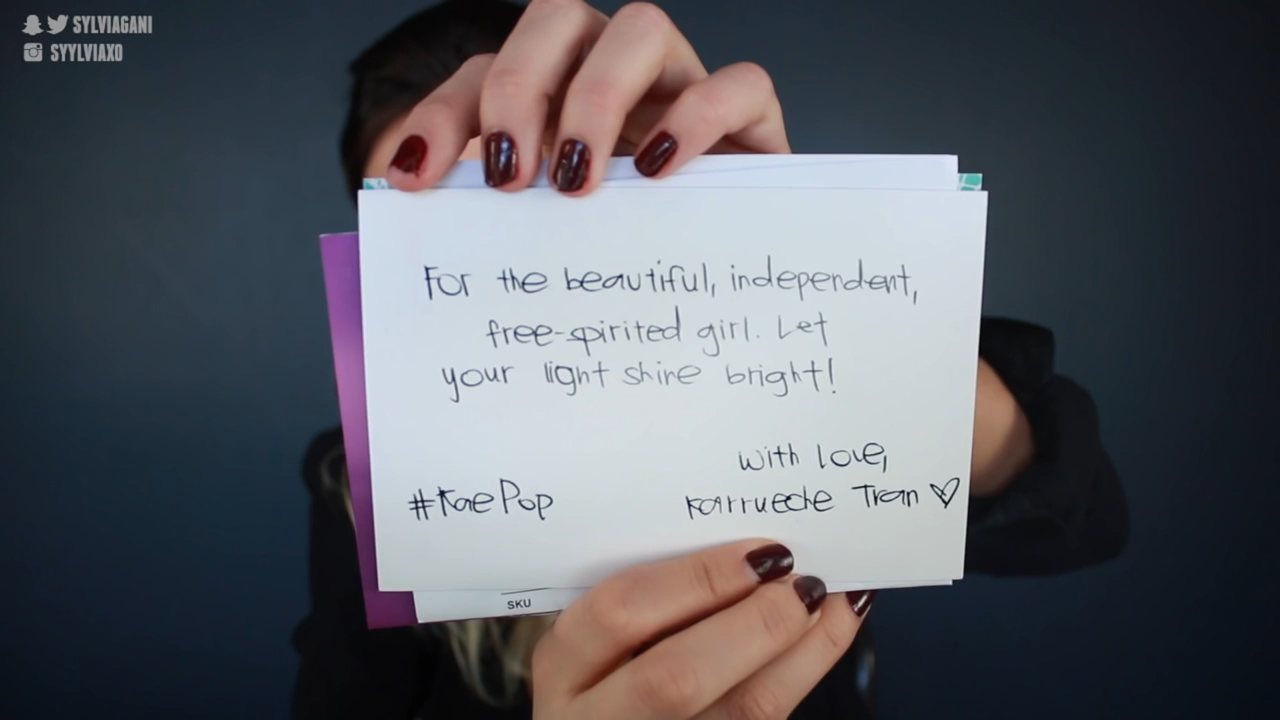 SYLVIAGANI
SYYLVIAXO
For the beautiful, independent,
free-spirited girl. Let
your light shine bright!
With love,
#KaePop
Karrueche Tran ♡
SKU